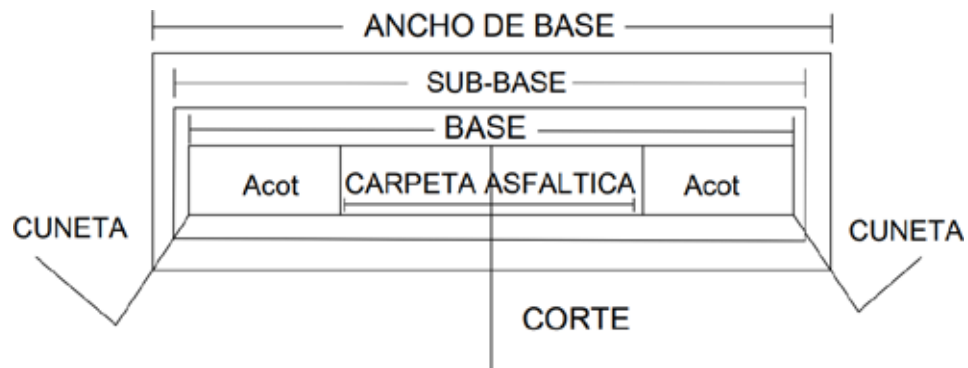 ANCHO DE BASE
SUB-BASE
BASE
Acot
CARPETA ASFALTICA
Acot
CUNETA
CUNETA
CORTE